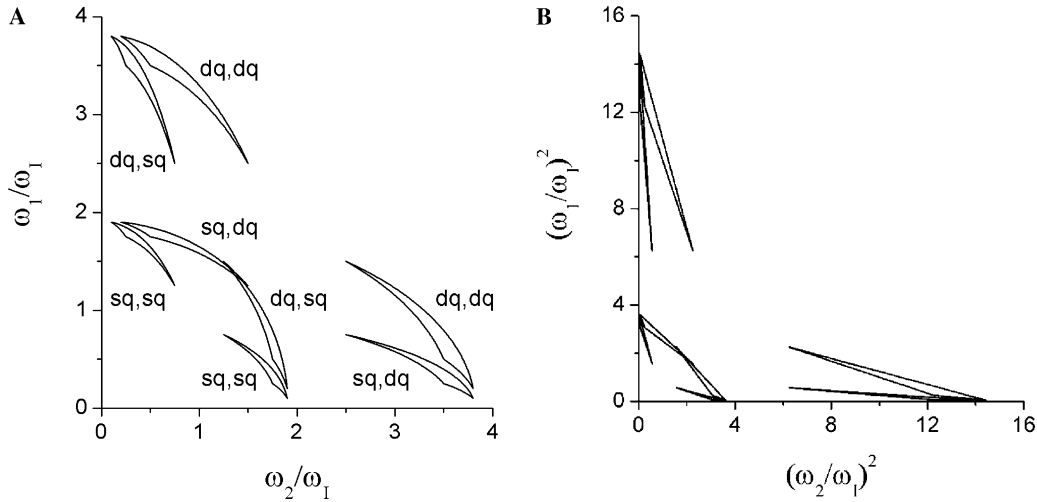 A
4
3
2
1
0
ω1/ωI
dq,dq
dq,sq
sq,dq
sq,sq
dq,sq
dq,dq
sq,sq
sq,dq
0 1 2 3 4
ω2/ωI
B
16
12
8
4
0
(ω1/ωI)2
0 4 8 12 16
(ω2/ωI)2